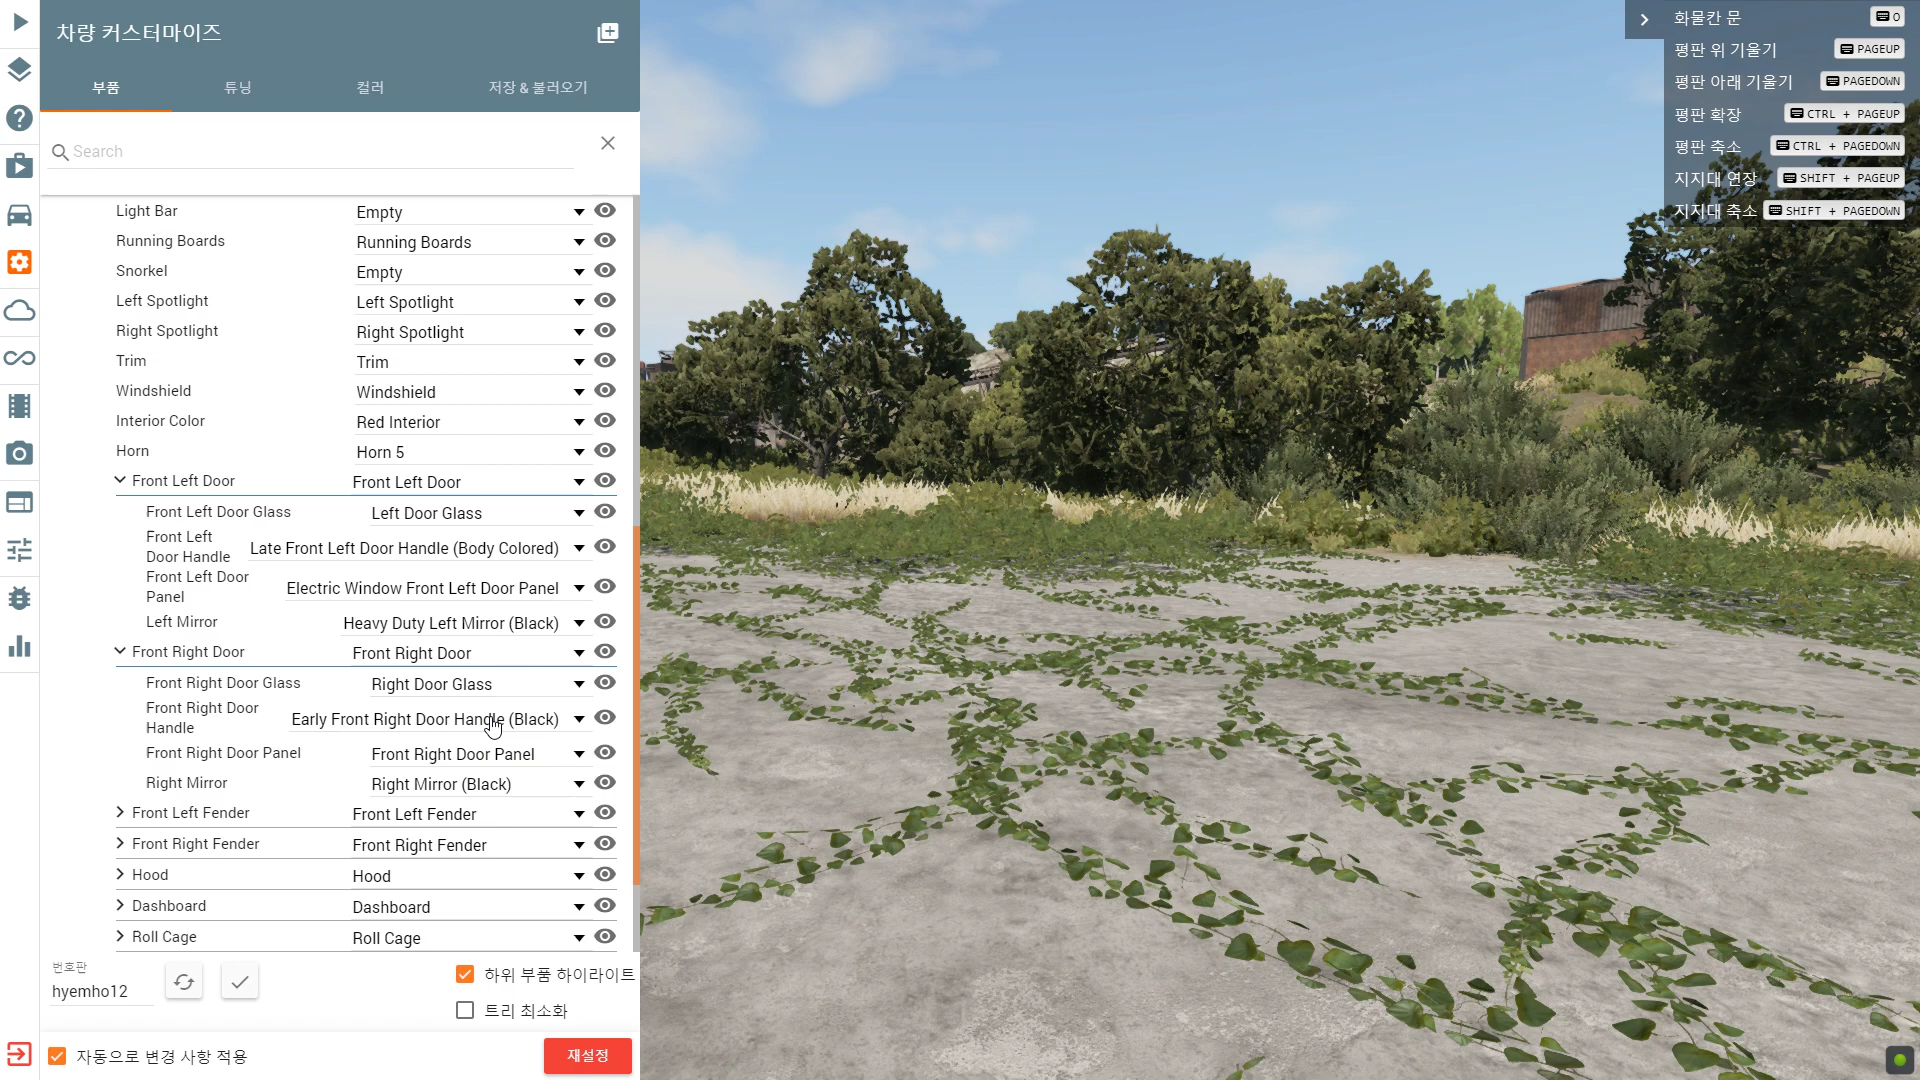 차량 커스터마이즈
부품 튜닝 컬러 저장 & 불러오기
Search
Light Bar Empty
Running Boards Running Boards
Snorkel Empty
Left Spotlight Left Spotlight
Right Spotlight Right Spotlight
Trim Trim
Windshield Windshield
Interior Color Red Interior
Horn Horn 5
Front Left Door Front Left Door
Front Left Door Glass Left Door Glass
Front Left
Door Handle Late Front Left Door Handle (Body Colored)
Front Left Door
Panel Electric Window Front Left Door Panel
Left Mirror Heavy Duty Left Mirror (Black)
Front Right Door Front Right Door
Front Right Door Glass Right Door Glass
Front Right Door
Handle Early Front Right Door Handle (Black)
Front Right Door Panel Front Right Door Panel
Right Mirror Right Mirror (Black)
Front Left Fender Front Left Fender
Front Right Fender Front Right Fender
Hood Hood
Dashboard Dashboard
Roll Cage Roll Cage
번호판
hyemho12
하위 부품 하이라이트
트리 최소화
자동으로 변경 사항 적용
재설정
화물칸 문 O
평판 위 기울기 PAGEUP
평판 아래 기울기 PAGEDOWN
평판 확장 CTRL + PAGEUP
평판 축소 CTRL + PAGEDOWN
지지대 연장 SHIFT + PAGEUP
지지대 축소 SHIFT + PAGEDOWN